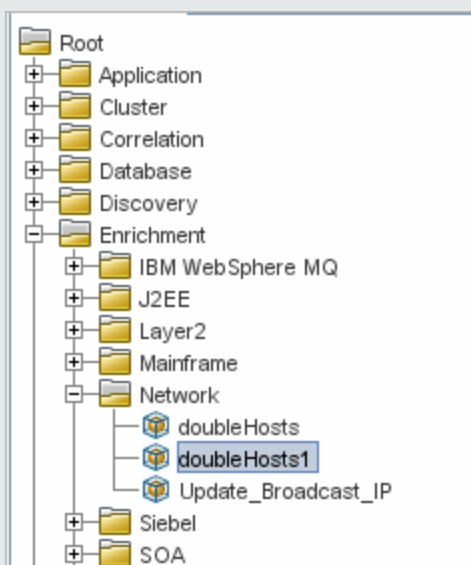 Root
Application
Cluster
Correlation
Database
Discovery
Enrichment
IBM WebSphere MQ
J2EE
Layer2
Mainframe
Network
doubleHosts
doubleHosts1
Update_Broadcast_IP
Siebel
SOA